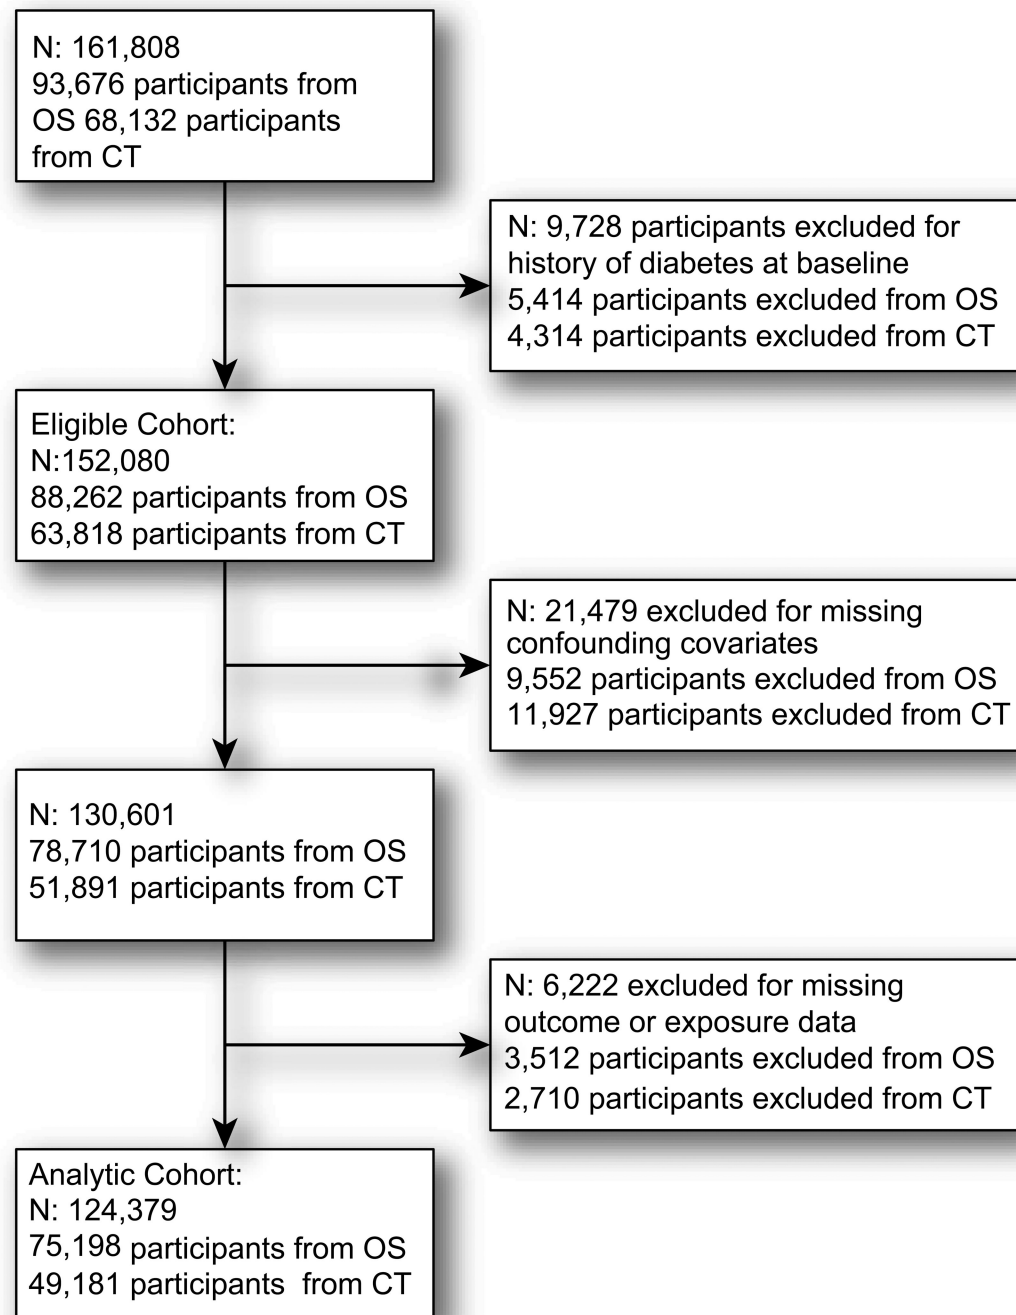 N: 161,808
93,676 participants from
OS 68,132 participants
from CT
N: 9,728 participants excluded for
history of diabetes at baseline
5,414 participants excluded from OS
4,314 participants excluded from CT
Eligible Cohort:
N:152,080
88,262 participants from OS
63,818 participants from CT
N: 21,479 excluded for missing
confounding covariates
9,552 participants excluded from OS
11,927 participants excluded from CT
N: 130,601
78,710 participants from OS
51,891 participants from CT
N: 6,222 excluded for missing
outcome or exposure data
3,512 participants excluded from OS
2,710 participants excluded from CT
Analytic Cohort:
N: 124,379
75,198 participants from OS
49,181 participants  from CT